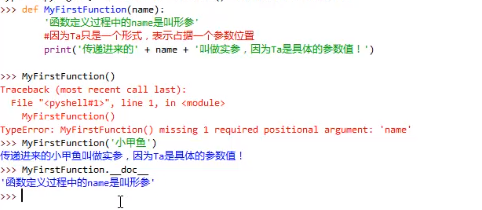 >>> def MyFirstFunction(name):
'函数定义过程中的name是叫形参'
#因为Ta只是一个形式，表示占据一个参数位置
print('传递进来的' + name + '叫做实参，因为Ta是具体的参数值！')
>>> MyFirstFunction()
Traceback (most recent call last):
File "<pyshell#1>", line 1, in <module>
MyFirstFunction()
TypeError: MyFirstFunction() missing 1 required positional argument: 'name'
>>> MyFirstFunction('小甲鱼')
传递进来的小甲鱼叫做实参，因为Ta是具体的参数值！
>>> MyFirstFunction.__doc__
'函数定义过程中的name是叫形参'
>>>